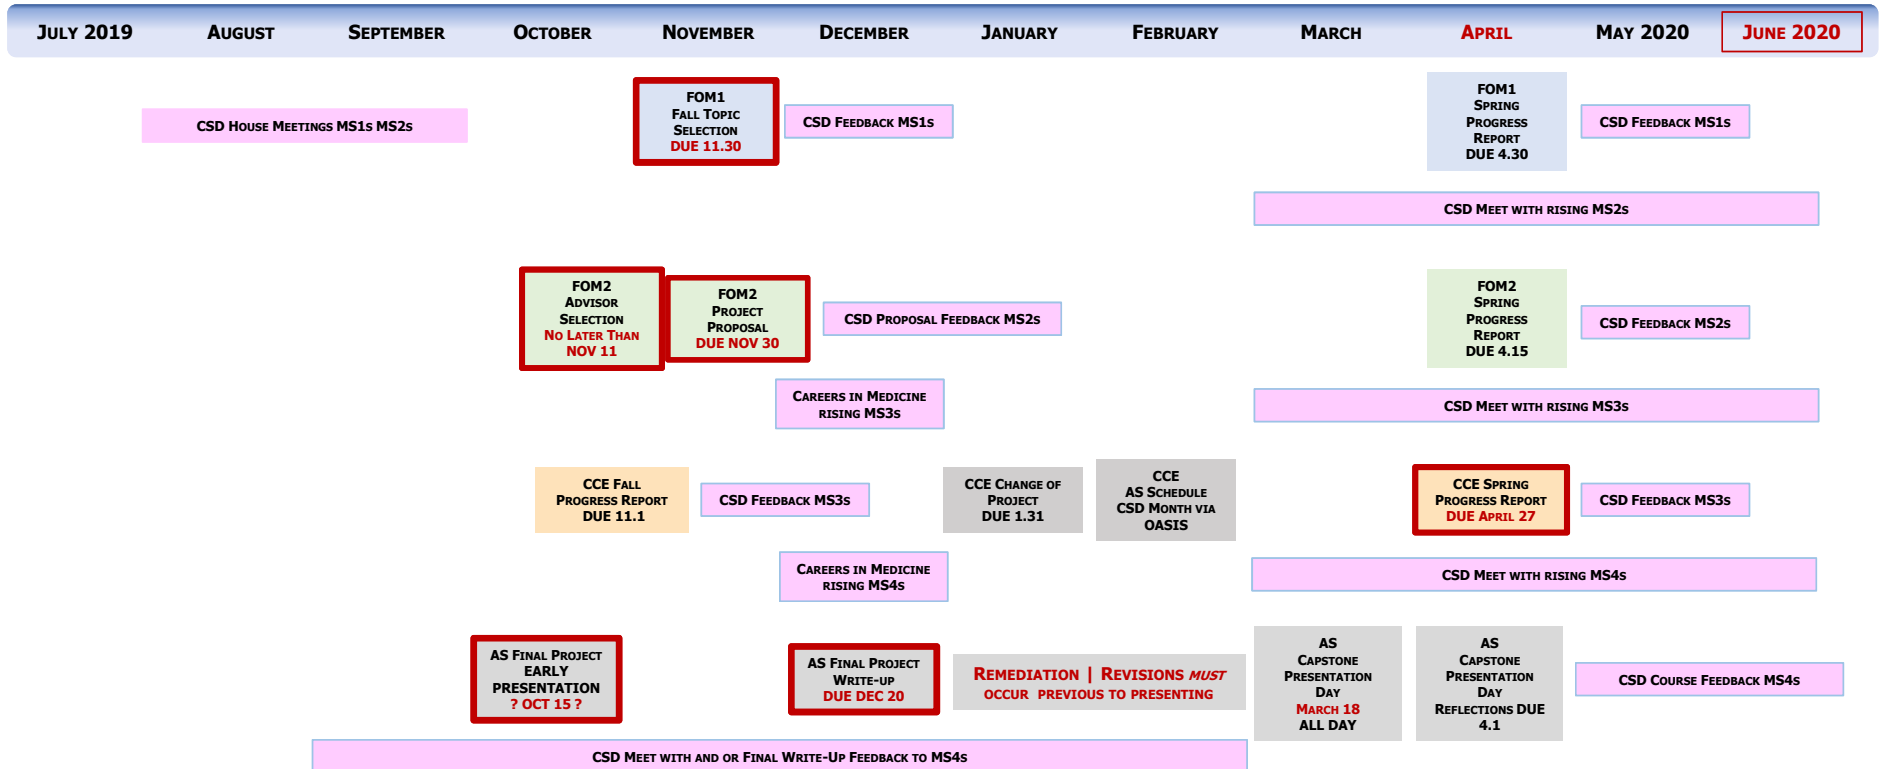 JULY 2019 AUGUST SEPTEMBER OCTOBER NOVEMBER DECEMBER JANUARY FEBRUARY MARCH APRIL MAY 2020 JUNE 2020
CSD HOUSE MEETINGS MS1S MS2S
FOM1
FALL TOPIC
SELECTION
DUE 11.30
CSD FEEDBACK MS1S
FOM1
SPRING
PROGRESS
REPORT
DUE 4.30
CSD FEEDBACK MS1S
CSD MEET WITH RISING MS2S
FOM2
ADVISOR
SELECTION
NO LATER THAN
NOV 11
FOM2
PROJECT
PROPOSAL
DUE NOV 30
CSD PROPOSAL FEEDBACK MS2S
FOM2
SPRING
PROGRESS
REPORT
DUE 4.15
CSD FEEDBACK MS2S
CAREERS IN MEDICINE
RISING MS3S
CSD MEET WITH RISING MS3S
CCE FALL
PROGRESS REPORT
DUE 11.1
CSD FEEDBACK MS3S
CCE CHANGE OF
PROJECT
DUE 1.31
CCE
AS SCHEDULE
CSD MONTH VIA
OASIS
CCE SPRING
PROGRESS REPORT
DUE APRIL 27
CSD FEEDBACK MS3S
CAREERS IN MEDICINE
RISING MS4S
CSD MEET WITH RISING MS4S
AS FINAL PROJECT
EARLY
PRESENTATION
? OCT 15 ?
AS FINAL PROJECT
WRITE-UP
DUE DEC 20
REMEDIATION | REVISIONS MUST
OCCUR PREVIOUS TO PRESENTING
AS
CAPSTONE
PRESENTATION
DAY
MARCH 18
ALL DAY
AS
CAPSTONE
PRESENTATION
DAY
REFLECTIONS DUE
4.1
CSD COURSE FEEDBACK MS4S
CSD MEET WITH AND OR FINAL WRITE-UP FEEDBACK TO MS4S